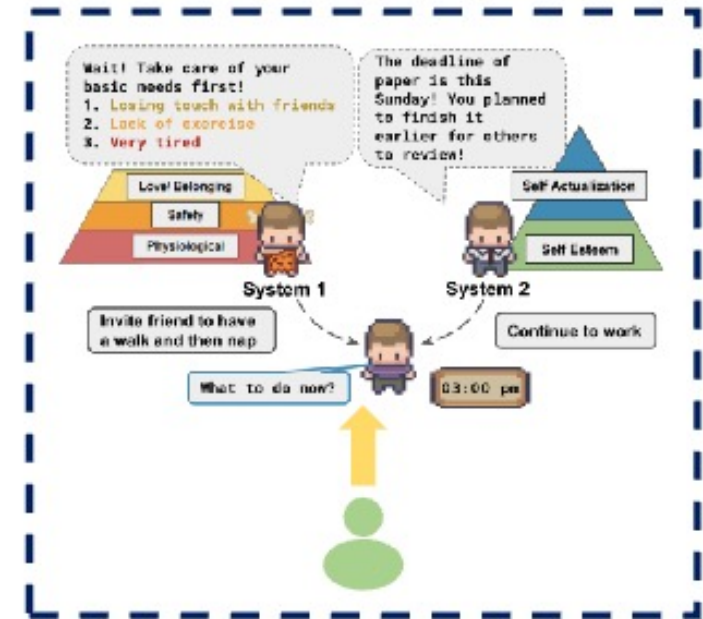 Wait! Take care of your
basic needs first!
1. Losing touch with friends
2. Lack of exercise
3. Very tired
The deadline of
paper is this
Sunday! You planned
to finish it
earlier for others
to review!
Love/ Belonging
Safety
Physiological
Self Actualization
Self Esteem
System 1
System 2
Invite friend to have
a walk and then nap
Continue to work
What to do now?
03:00 pm